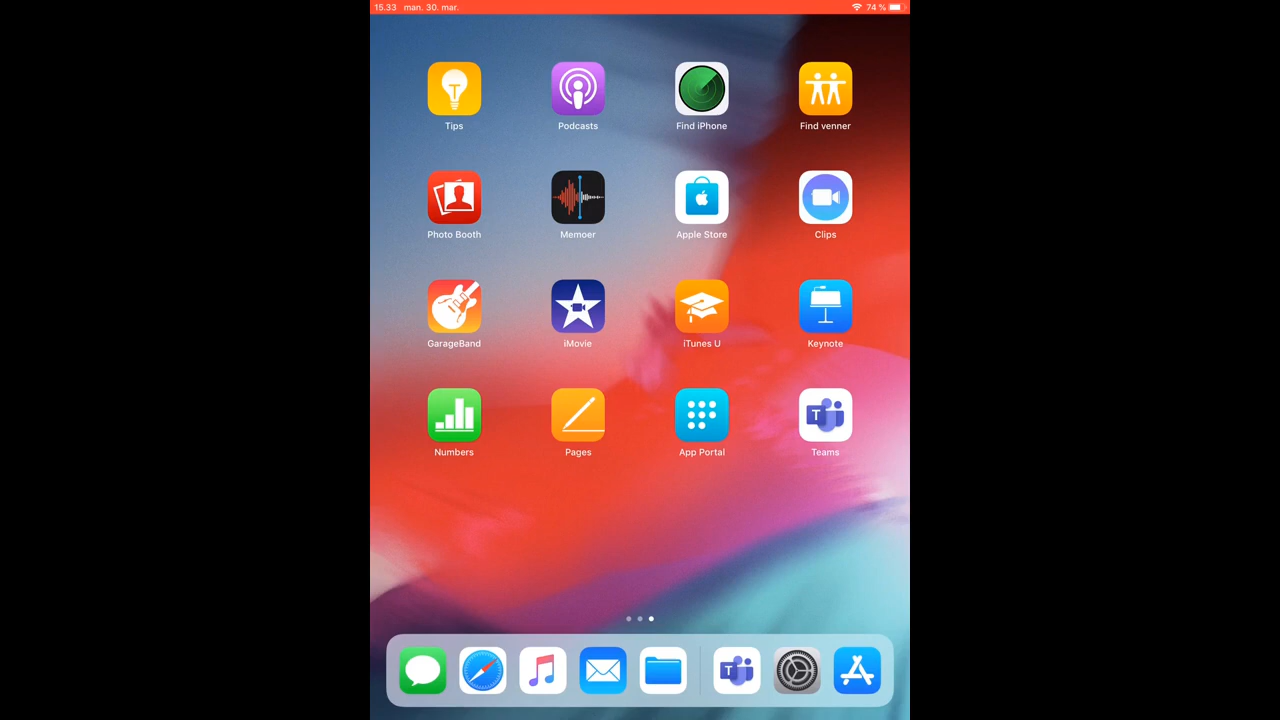 15.33 man. 30. mar. 74 %
Tips Podcasts Find iPhone Find venner
Photo Booth Memoer Apple Store Clips
GarageBand iMovie iTunes U Keynote
Numbers Pages App Portal Teams